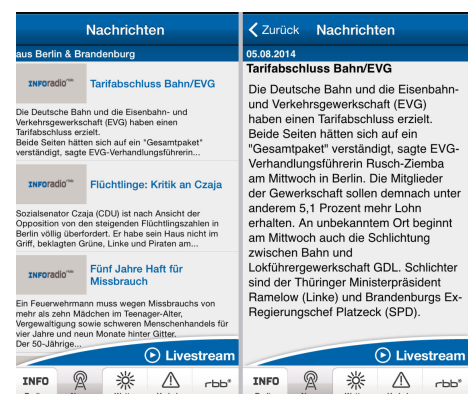 Nachrichten
aus Berlin & Brandenburg
INFOradio
Tarifabschluss Bahn/EVG
Die Deutsche Bahn und die Eisenbahn- und
Verkehrsgewerkschaft (EVG) haben einen
Tarifabschluss erzielt.
Beide Seiten hätten sich auf ein "Gesamtpaket"
verständigt, sagte EVG-Verhandlungsführerin...
INFOradio
Flüchtlinge: Kritik an Czaja
Sozialsenator Czaja (CDU) ist nach Ansicht der
Opposition von den steigenden Flüchtlingszahlen in
Berlin völlig überfordert. Er habe sein Haus nicht im
Griff, beklagten Grüne, Linke und Piraten am...
INFOradio
Fünf Jahre Haft für
Missbrauch
Ein Feuerwehrmann muss wegen Missbrauchs von
mehr als zehn Mädchen im Teenager-Alter,
Vergewaltigung sowie schweren Menschenhandels für
vier Jahre und neun Monate hinter Gitter.
Der 50-Jährige...
Livestream
INFO
rbb
Zurück Nachrichten
05.08.2014
Tarifabschluss Bahn/EVG
Die Deutsche Bahn und die Eisenbahn-
und Verkehrsgewerkschaft (EVG)
haben einen Tarifabschluss erzielt.
Beide Seiten hätten sich auf ein
"Gesamtpaket" verständigt, sagte EVG-
Verhandlungsführerin Rusch-Ziemba
am Mittwoch in Berlin. Die Mitglieder
der Gewerkschaft sollen demnach unter
anderem 5,1 Prozent mehr Lohn
erhalten. An unbekanntem Ort beginnt
am Mittwoch auch die Schlichtung
zwischen Bahn und
Lokführergewerkschaft GDL. Schlichter
sind der Thüringer Ministerpräsident
Ramelow (Linke) und Brandenburgs Ex-
Regierungschef Platzeck (SPD).
Livestream
INFO
rbb